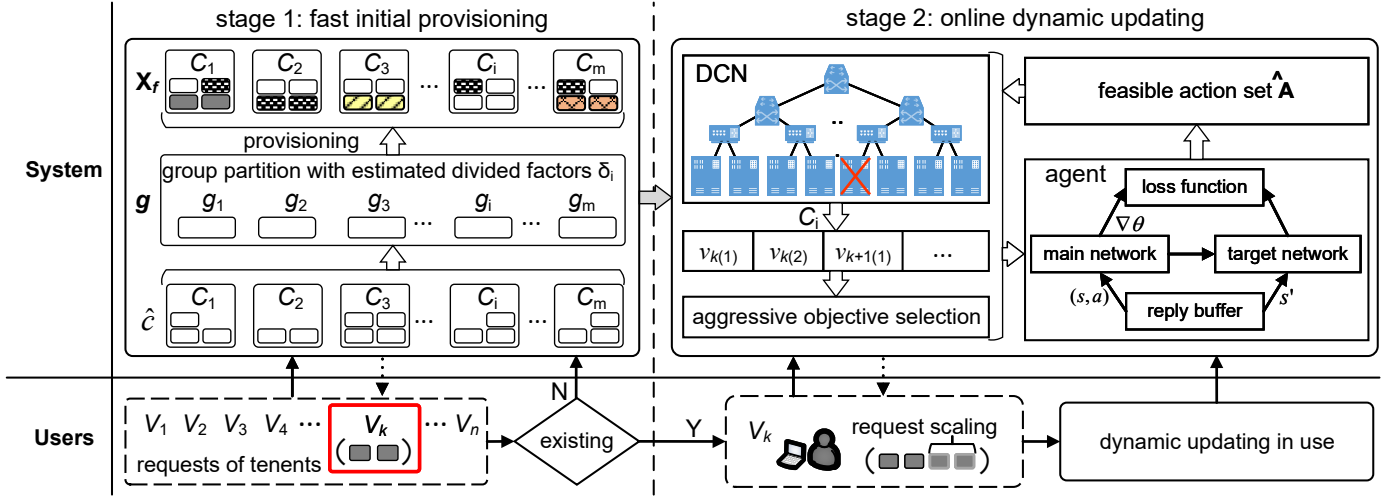 stage 1: fast initial provisioning
stage 2: online dynamic updating
System
X_f
C_1 C_2 C_3 ... C_i ... C_m
provisioning
group partition with estimated divided factors δ_i
g
g_1 g_2 g_3 ... g_i ... g_m
ĉ
C_1 C_2 C_3 ... C_i ... C_m
DCN
..
C_i
v_k(1) v_k(2) v_k+1(1) ...
aggressive objective selection
feasible action set Â
agent
loss function
∇θ
main network
target network
(s,a)
s'
reply buffer
Users
V_1 V_2 V_3 V_4 ... V_k ... V_n
requests of tenents
( )
N
existing
Y
V_k
request scaling
( )
dynamic updating in use